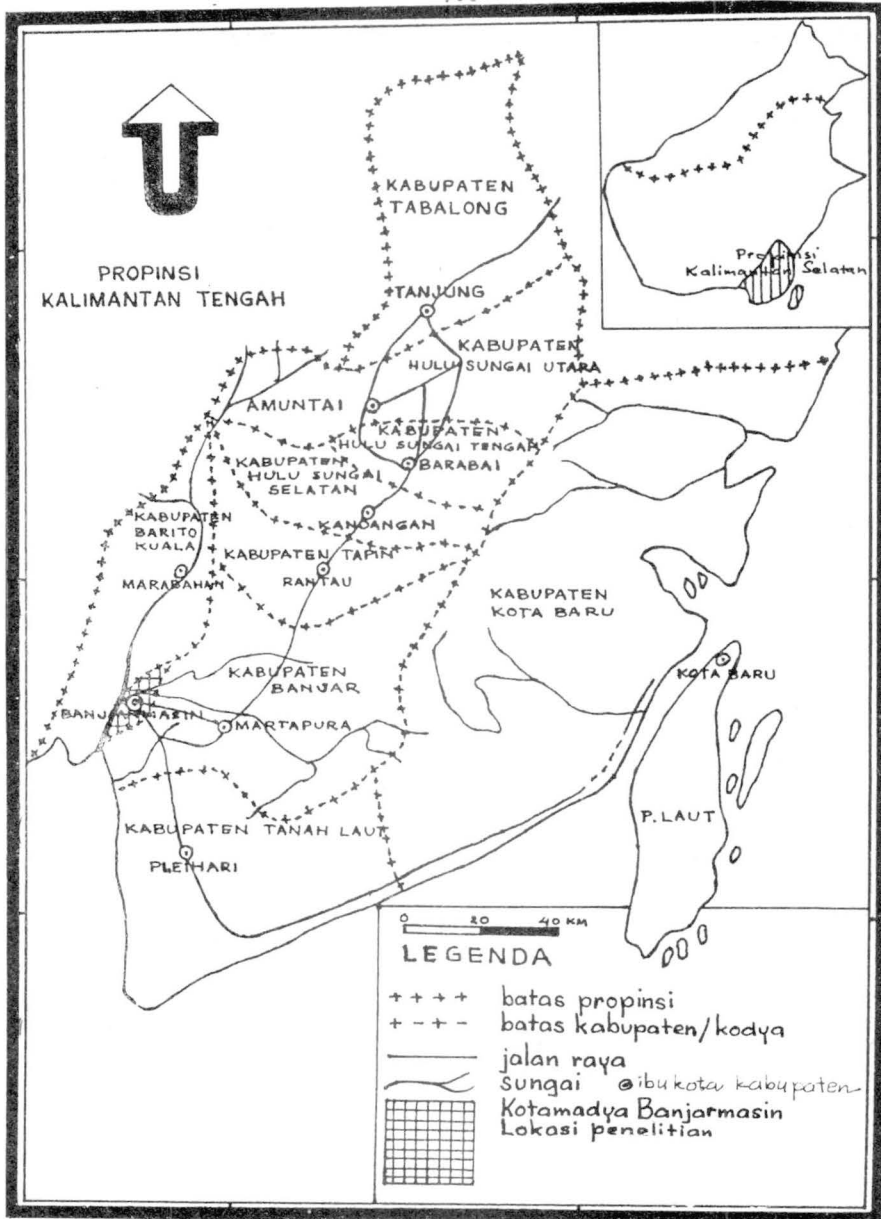 KABUPATEN
TABALONG
PROPINSI
KALIMANTAN TENGAH
Propinsi
Kalimantan Selatan
TANJUNG
KABUPATEN
HULU SUNGAI UTARA
AMUNTAI
KABUPATEN
HULU SUNGAI TENGAH
KABUPATEN
HULU SUNGAI
SELATAN
BARABAI
KANDANGAN
KABUPATEN
BARITO
KUALA
MARABAHAN
KABUPATEN TAPIN
RANTAU
KABUPATEN
KOTA BARU
KABUPATEN
BANJAR
KOTA BARU
BANJARMASIN
MARTAPURA
P. LAUT
KABUPATEN TANAH LAUT
PLEIHARI
0 20 40 KM
LEGENDA
batas propinsi
batas kabupaten/kodya
jalan raya
sungai ibukota kabupaten
Kotamadya Banjarmasin
Lokasi penelitian